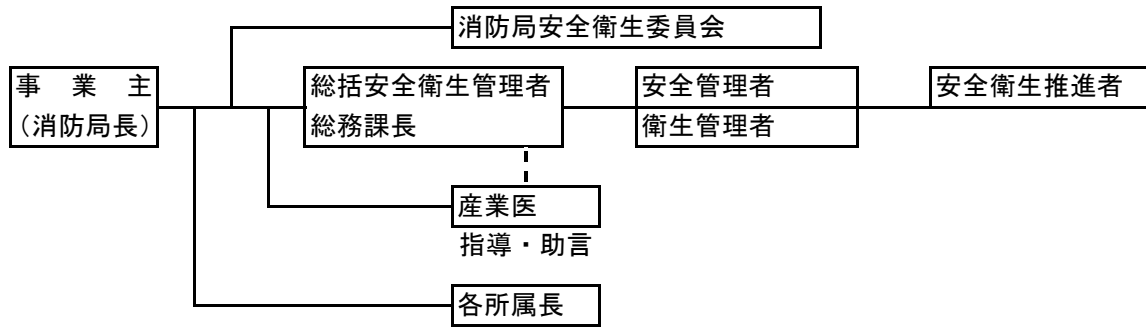 消防局安全衛生委員会
事　業　主
（消防局長）
総括安全衛生管理者
総務課長
安全管理者
衛生管理者
安全衛生推進者
産業医
指導・助言
各所属長